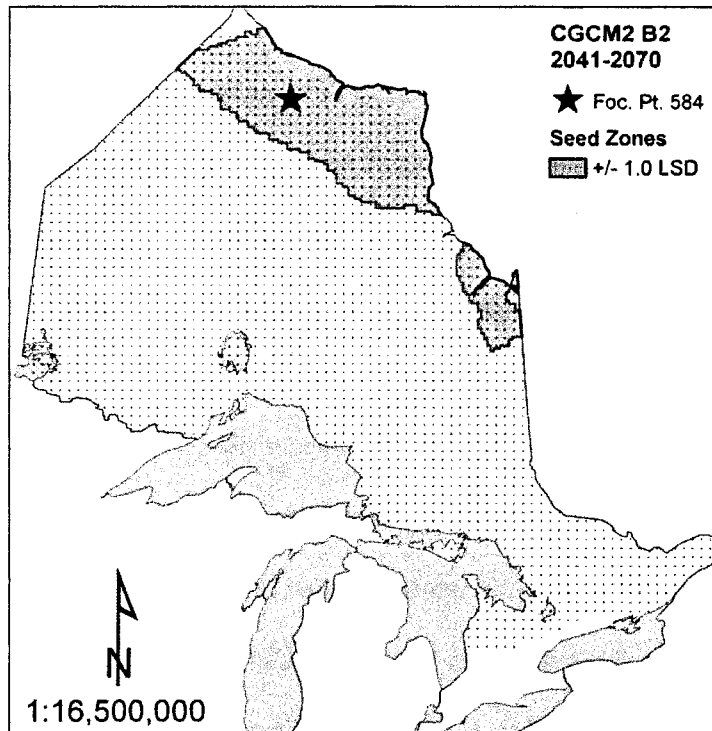 CGCM2 B2
2041-2070
Foc. Pt. 584
Seed Zones
+/- 1.0 LSD
N
1:16,500,000